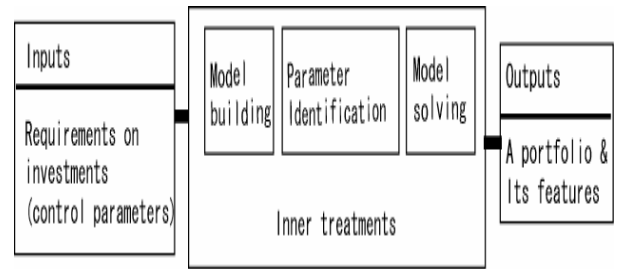 Inputs
Requirements on
investments
(control parameters)
Model
building
Parameter
Identification
Model
solving
Inner treatments
Outputs
A portfolio &
Its features